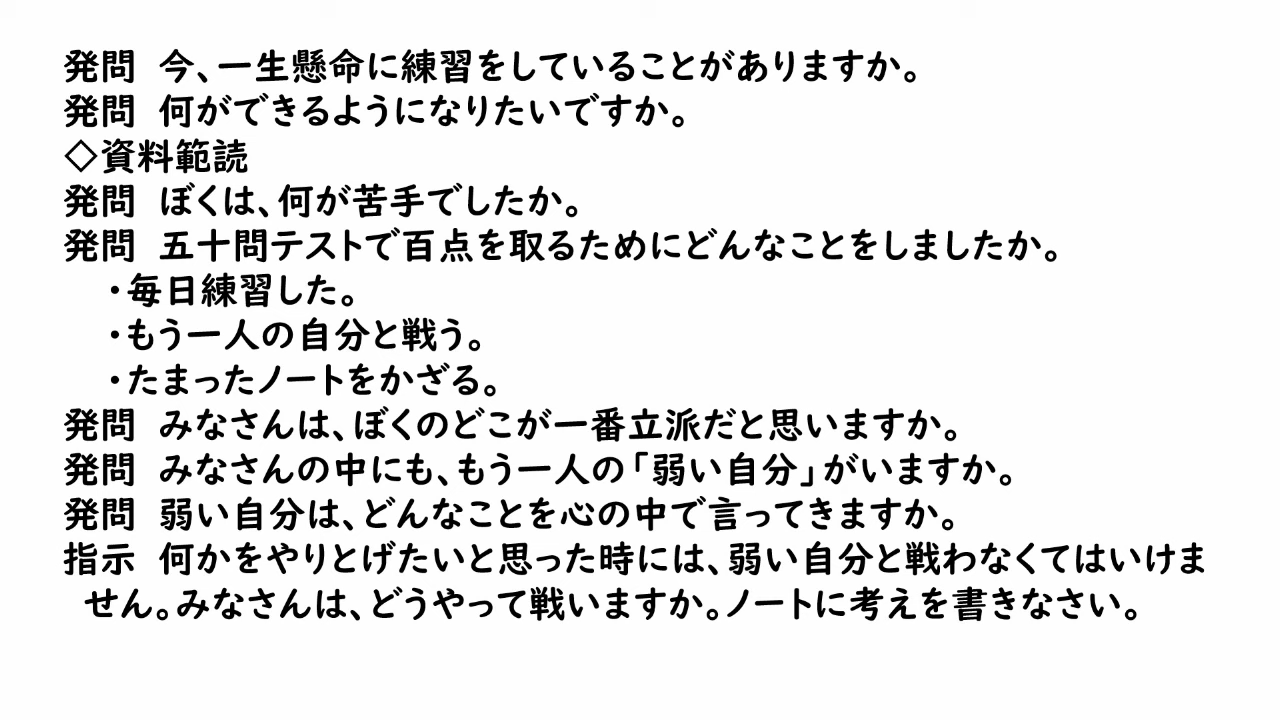 発問　今、一生懸命に練習をしていることがありますか。
発問　何ができるようになりたいですか。
◇資料範読
発問　ぼくは、何が苦手でしたか。
発問　五十問テストで百点を取るためにどんなことをしましたか。
・毎日練習した。
・もう一人の自分と戦う。
・たまったノートをかざる。
発問　みなさんは、ぼくのどこが一番立派だと思いますか。
発問　みなさんの中にも、もう一人の「弱い自分」がいますか。
発問　弱い自分は、どんなことを心の中で言ってきますか。
指示　何かをやりとげたいと思った時には、弱い自分と戦わなくてはいけま
せん。みなさんは、どうやって戦いますか。ノートに考えを書きなさい。